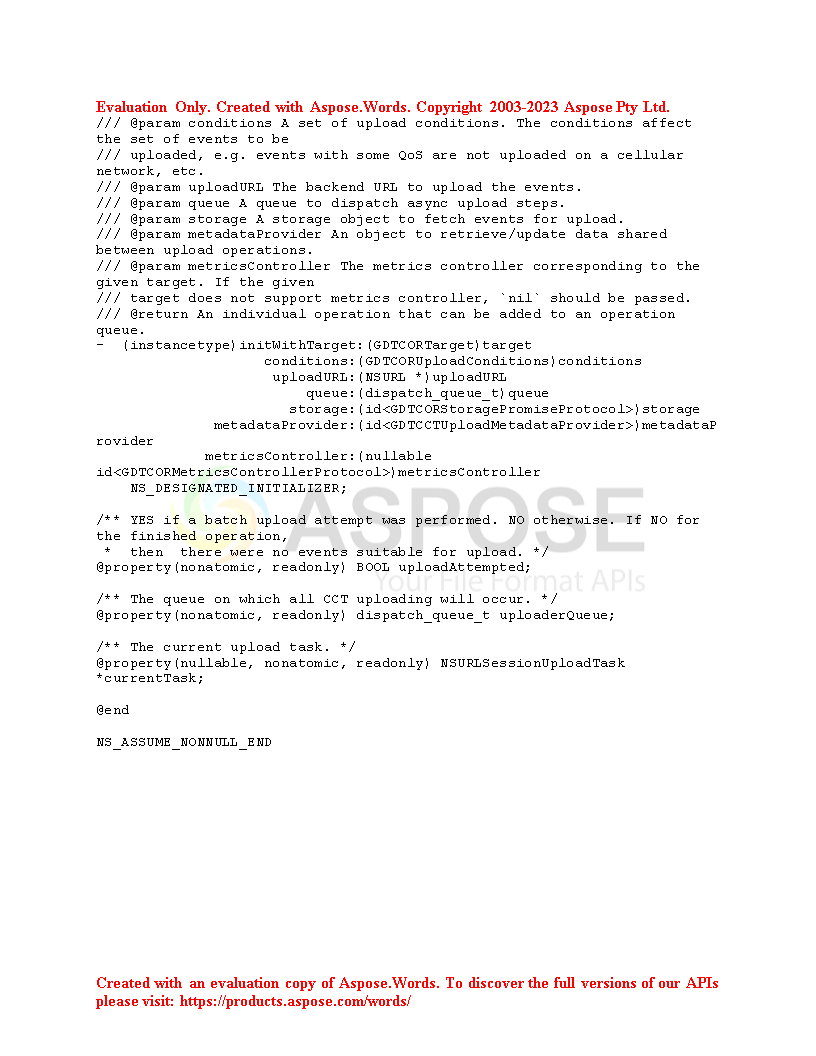 Evaluation Only. Created with Aspose.Words. Copyright 2003-2023 Aspose Pty Ltd.
/// @param conditions A set of upload conditions. The conditions affect
the set of events to be
/// uploaded, e.g. events with some QoS are not uploaded on a cellular
network, etc.
/// @param uploadURL The backend URL to upload the events.
/// @param queue A queue to dispatch async upload steps.
/// @param storage A storage object to fetch events for upload.
/// @param metadataProvider An object to retrieve/update data shared
between upload operations.
/// @param metricsController The metrics controller corresponding to the
given target. If the given
/// target does not support metrics controller, `nil` should be passed.
/// @return An individual operation that can be added to an operation
queue.
- (instancetype)initWithTarget:(GDTCORTarget)target
conditions:(GDTCORUploadConditions)conditions
uploadURL:(NSURL *)uploadURL
queue:(dispatch_queue_t)queue
storage:(id<GDTCORStoragePromiseProtocol>)storage
metadataProvider:(id<GDTCCTUploadMetadataProvider>)metadataP
rovider
metricsController:(nullable
id<GDTCORMetricsControllerProtocol>)metricsController
NS_DESIGNATED_INITIALIZER;
ASPOSE
Your File Format APIs
/** YES if a batch upload attempt was performed. NO otherwise. If NO for
the finished operation,
* then there were no events suitable for upload. */
@property(nonatomic, readonly) BOOL uploadAttempted;
/** The queue on which all CCT uploading will occur. */
@property(nonatomic, readonly) dispatch_queue_t uploaderQueue;
/** The current upload task. */
@property(nullable, nonatomic, readonly) NSURLSessionUploadTask
*currentTask;
@end
NS_ASSUME_NONNULL_END
Created with an evaluation copy of Aspose.Words. To discover the full versions of our APIs
please visit: https://products.aspose.com/words/